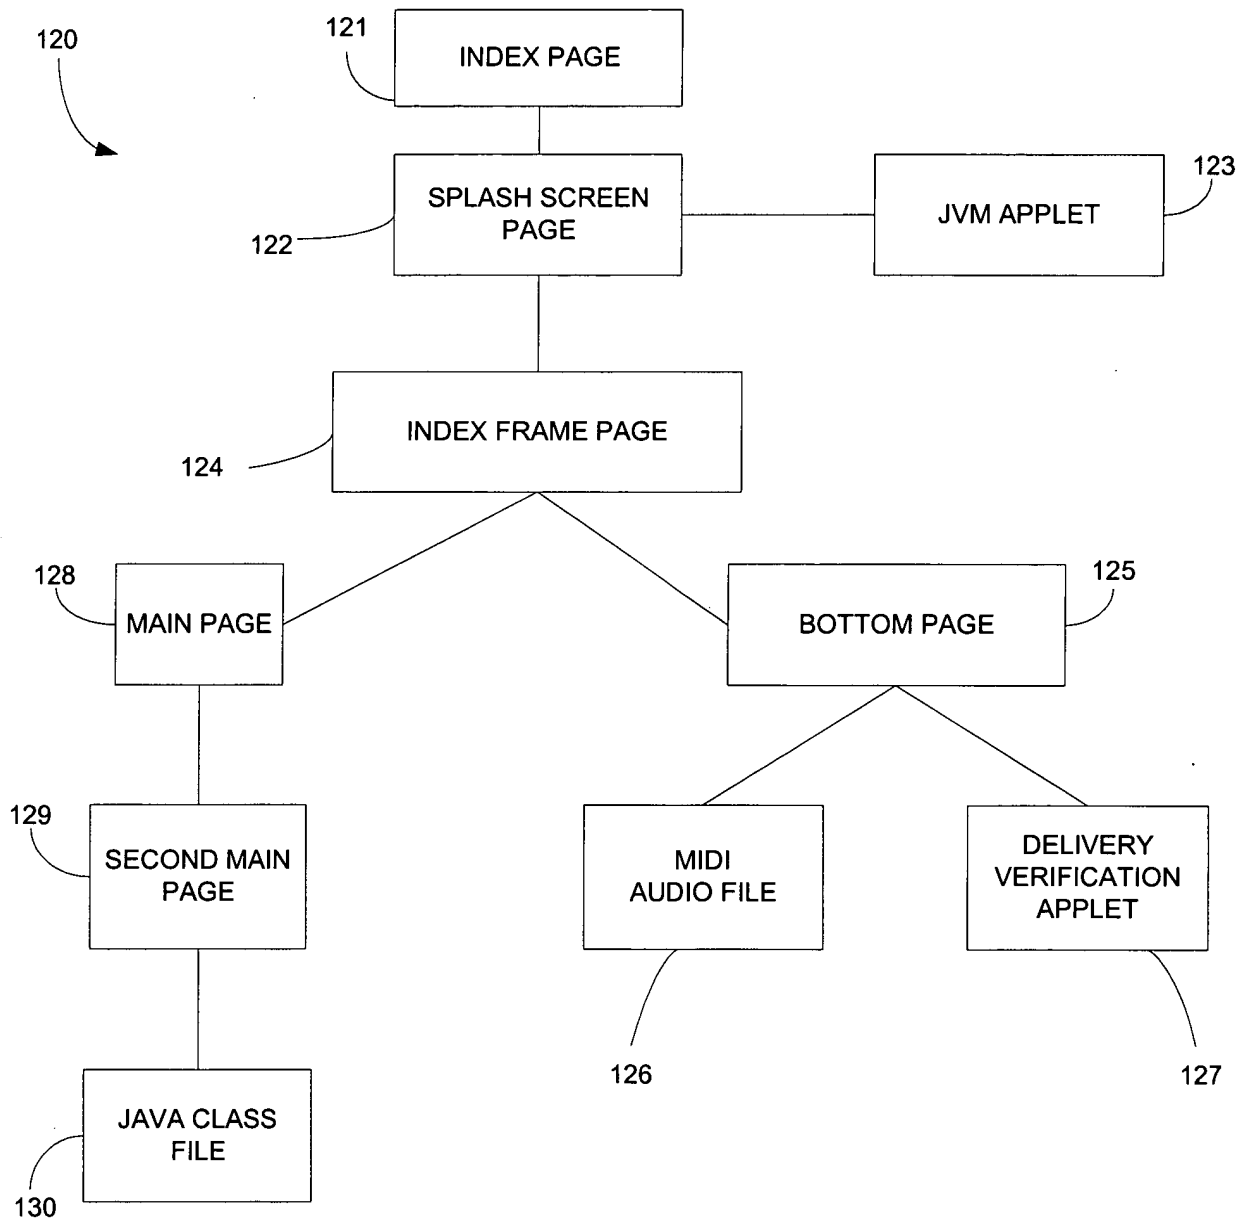 120
121
INDEX PAGE
SPLASH SCREEN
PAGE
122
JVM APPLET
123
INDEX FRAME PAGE
124
128
MAIN PAGE
BOTTOM PAGE
125
129
SECOND MAIN
PAGE
MIDI
AUDIO FILE
DELIVERY
VERIFICATION
APPLET
126
127
JAVA CLASS
FILE
130